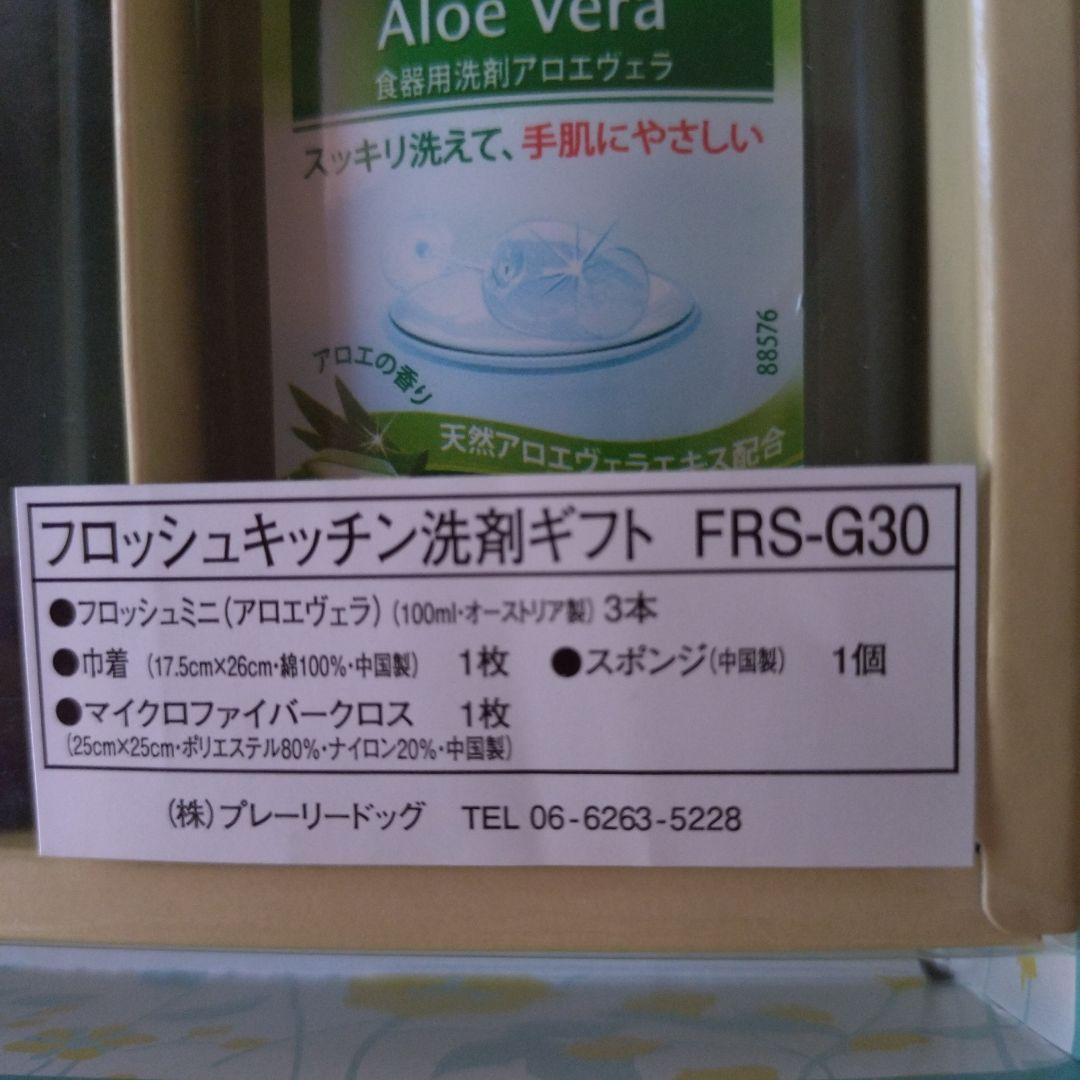 Aloe Vera
食器用洗剤アロエヴェラ
スッキリ洗えて、手肌にやさしい
88576
アロエの香り
天然アロエヴェラエキス配合
フロッシュキッチン洗剤ギフト FRS-G30
●フロッシュミニ(アロエヴェラ) (100ml・オーストリア製) 3本
●巾着 (17.5cm×26cm・綿100%・中国製) 1枚 ●スポンジ(中国製) 1個
●マイクロファイバークロス 1枚
(25cm×25cm・ポリエステル80%・ナイロン20%・中国製)
(株)プレーリードッグ TEL 06-6263-5228